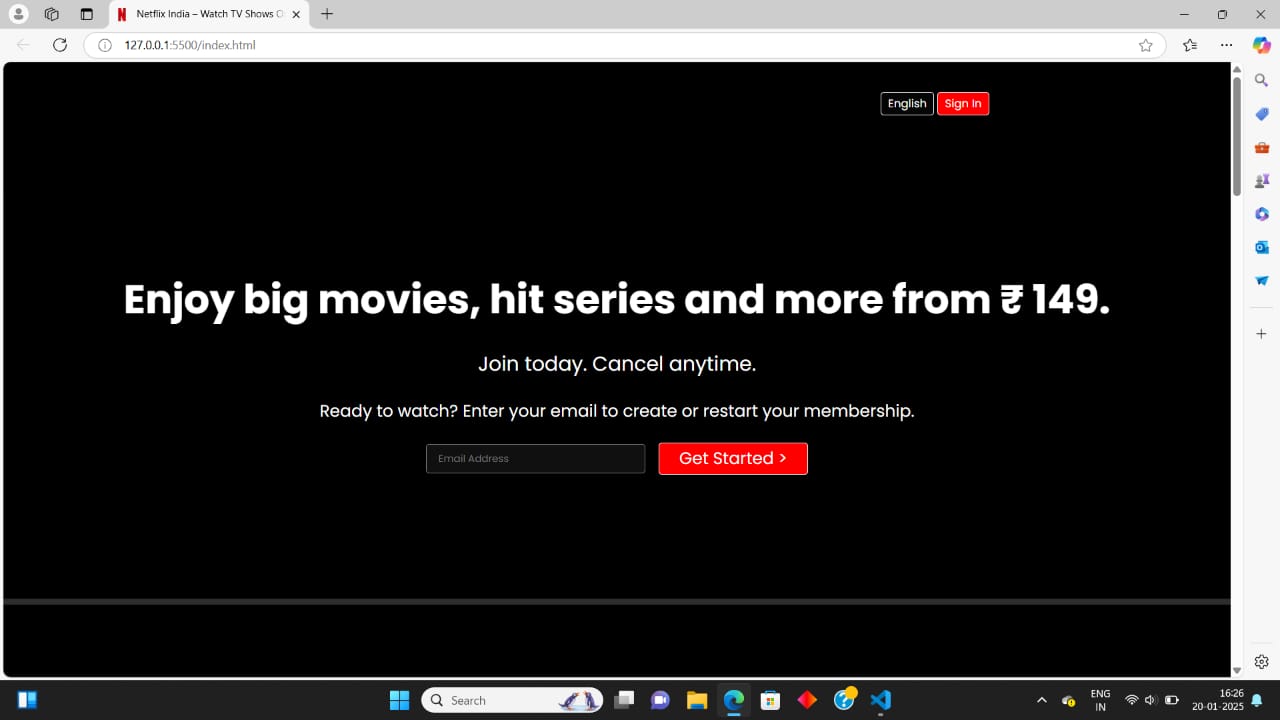 Netflix India – Watch TV Shows O
127.0.0.1:5500/index.html
English Sign In
Enjoy big movies, hit series and more from ₹ 149.
Join today. Cancel anytime.
Ready to watch? Enter your email to create or restart your membership.
Email Address Get Started >
Search
ENG
IN
16:26
20-01-2025